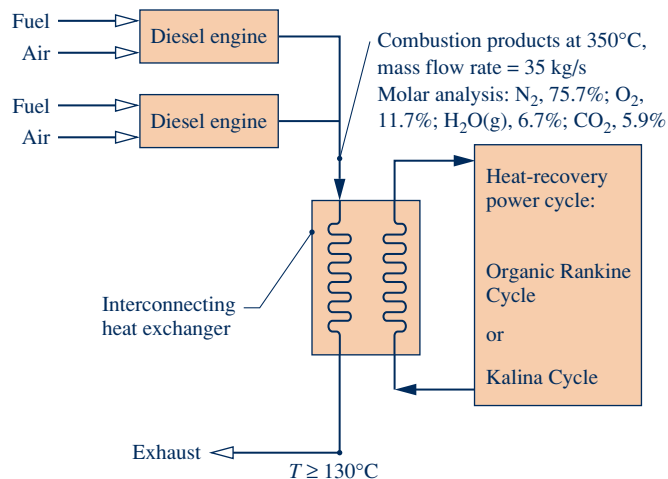 Fuel
Air
Diesel engine
Fuel
Air
Diesel engine
Combustion products at 350°C,
mass flow rate = 35 kg/s
Molar analysis: N₂, 75.7%; O₂,
11.7%; H₂O(g), 6.7%; CO₂, 5.9%
Heat-recovery
power cycle:
Organic Rankine
Cycle
or
Kalina Cycle
Interconnecting
heat exchanger
Exhaust
T ≥ 130°C